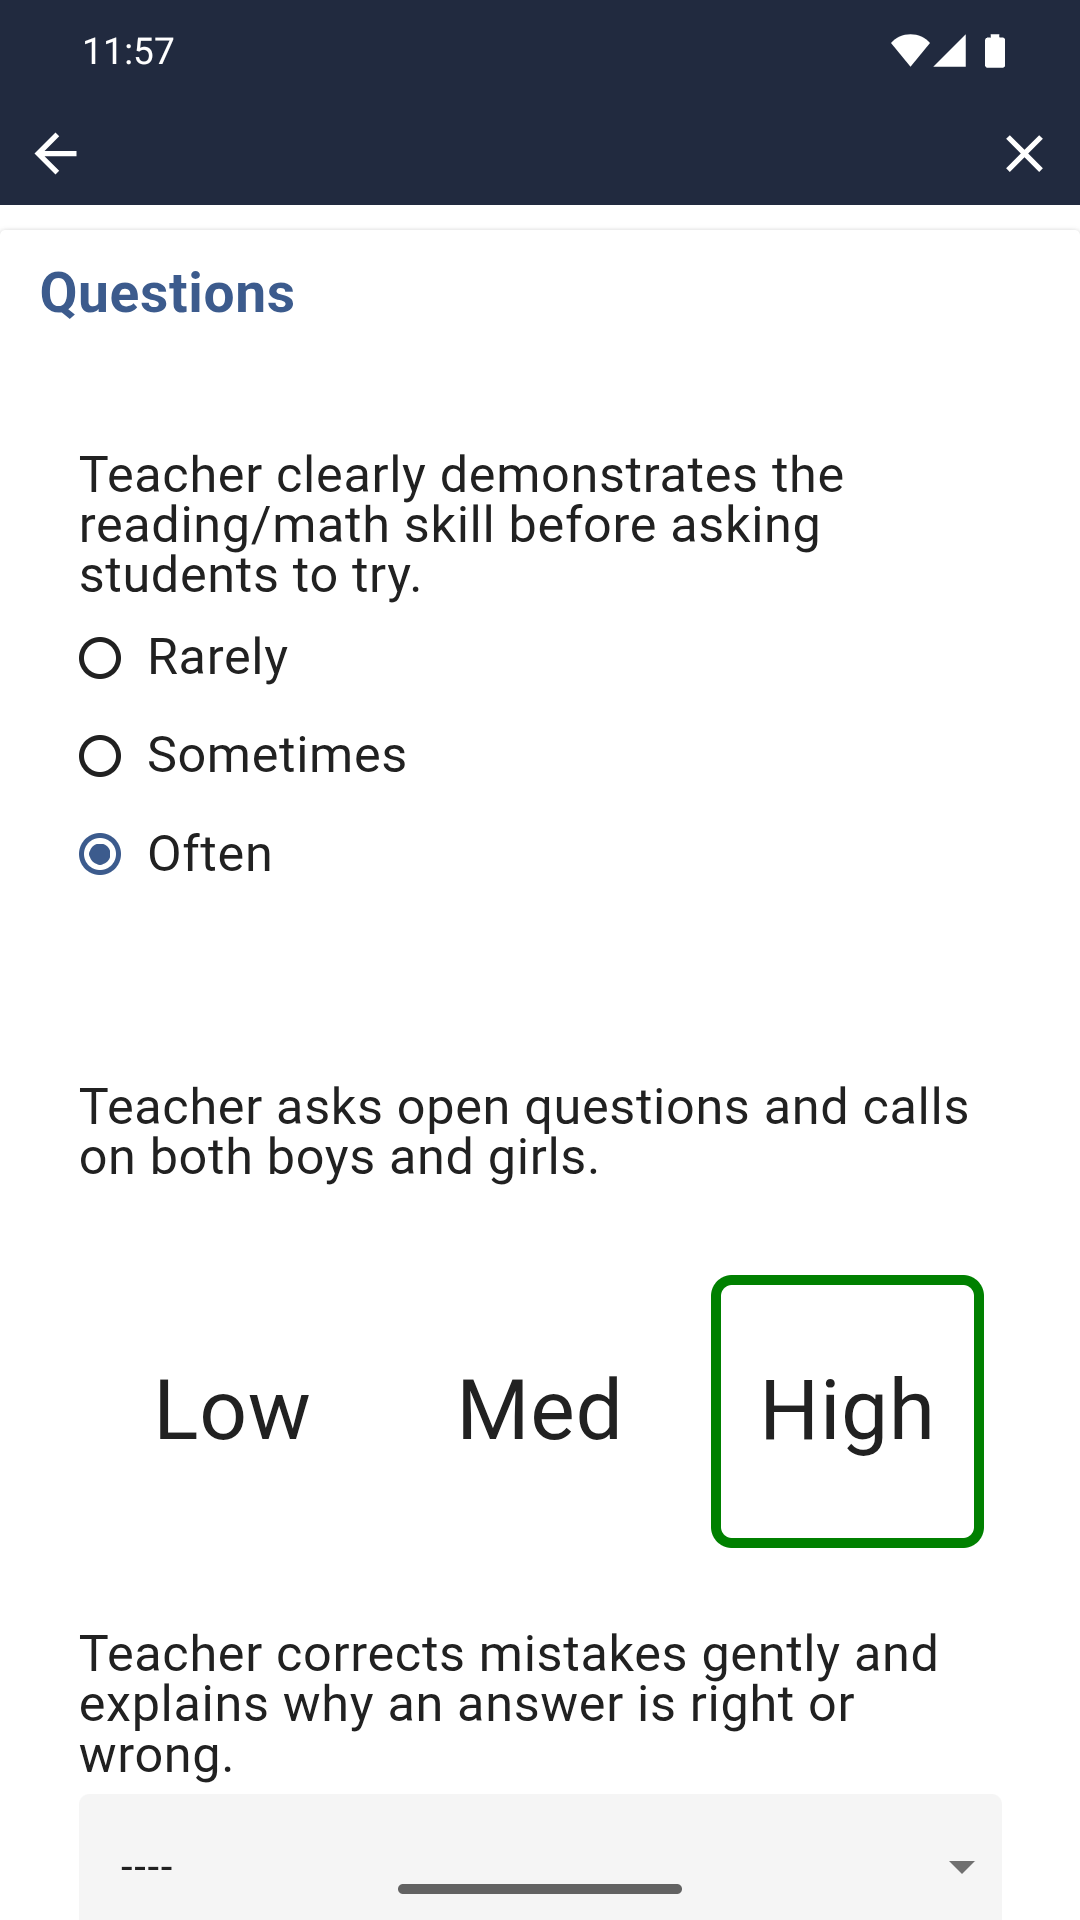 11:57
Questions
Teacher clearly demonstrates the
reading/math skill before asking
students to try.
Rarely
Sometimes
Often
Teacher asks open questions and calls
on both boys and girls.
Low Med High
Teacher corrects mistakes gently and
explains why an answer is right or
wrong.
----